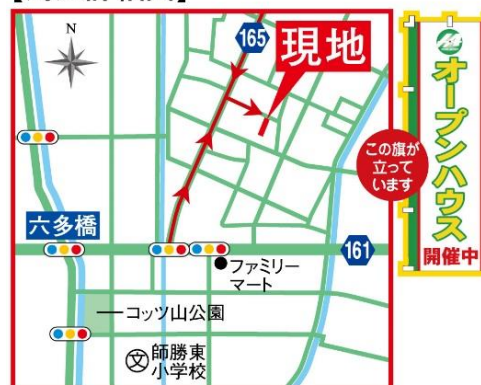 165
現地
この旗が
立って
います
オープンハウス
開催中
六多橋
161
ファミリー
マート
コッツ山公園
文
師勝東
小学校